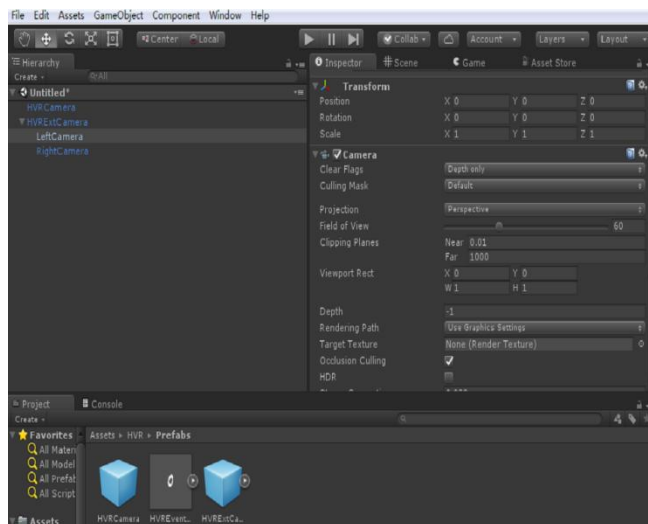 File Edit Assets GameObject Component Window Help
Center Local Collab Account Layers Layout
Hierarchy
Create All
Untitled*
HVRCamera
HVRExtCamera
LeftCamera
RightCamera
Inspector Scene Game Asset Store
Transform
Position X 0 Y 0 Z 0
Rotation X 0 Y 0 Z 0
Scale X 1 Y 1 Z 1
Camera
Clear Flags Depth only
Culling Mask Default
Projection Perspective
Field of View 60
Clipping Planes Near 0.01
Far 1000
Viewport Rect X 0 Y 0
W 1 H 1
Depth -1
Rendering Path Use Graphics Settings
Target Texture None (Render Texture)
Occlusion Culling
HDR
Project Console
Create
Favorites
All Mater
All Model
All Prefab
All Script
Assets
Assets HVR Prefabs
HVRCamera HVREvent... HVRExtCa...